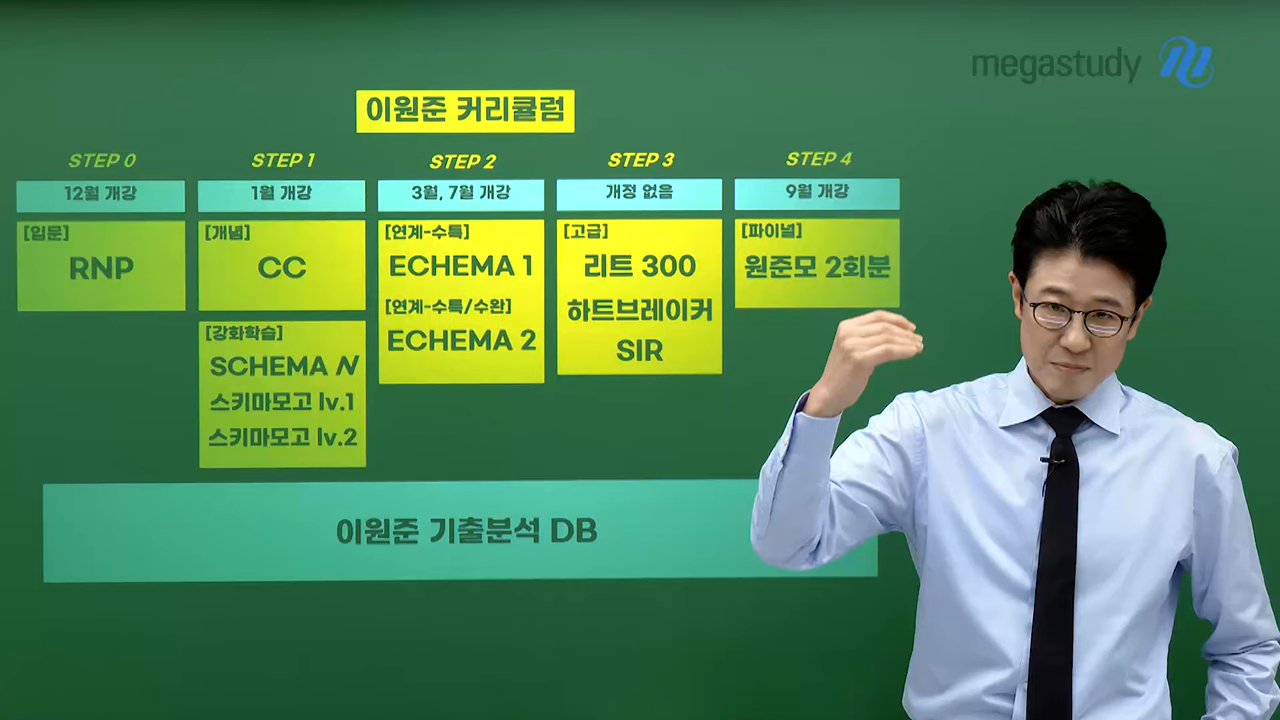 megastudy
이원준 커리큘럼
STEP 0
12월 개강
[입문]
RNP
STEP 1
1월 개강
[개념]
CC
[강화학습]
SCHEMA N
스키마모고 lv.1
스키마모고 lv.2
STEP 2
3월, 7월 개강
[연계-수특]
ECHEMA 1
[연계-수특/수완]
ECHEMA 2
STEP 3
개정 없음
[고급]
리트 300
하트브레이커
SIR
STEP 4
9월 개강
[파이널]
원준모 2회분
이원준 기출분석 DB